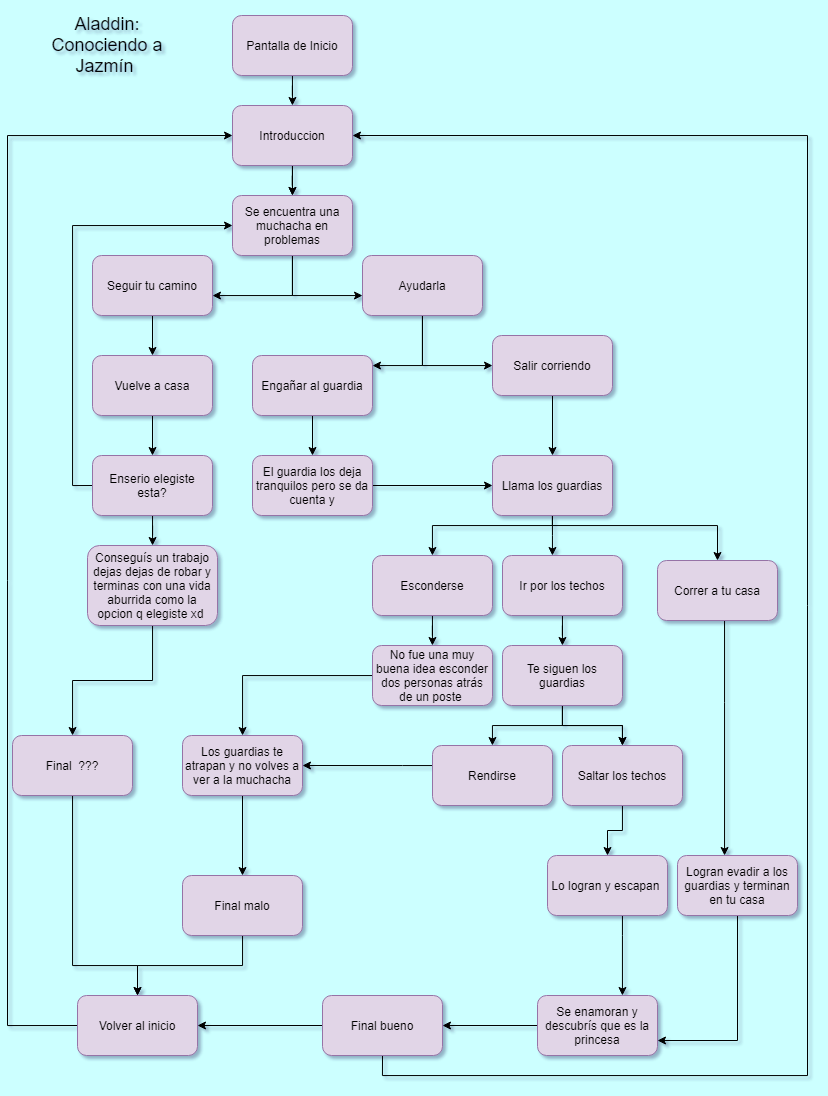 Aladdin:
Conociendo a
Jazmín
Pantalla de Inicio
Introduccion
Se encuentra una
muchacha en
problemas
Seguir tu camino
Ayudarla
Vuelve a casa
Engañar al guardia
Salir corriendo
Enserio elegiste
esta?
El guardia los deja
tranquilos pero se da
cuenta y
Llama los guardias
Conseguís un trabajo
dejas dejas de robar y
terminas con una vida
aburrida como la
opcion q elegiste xd
Esconderse
Ir por los techos
Correr a tu casa
No fue una muy
buena idea esconder
dos personas atrás
de un poste
Te siguen los
guardias
Final ???
Los guardias te
atrapan y no volves a
ver a la muchacha
Rendirse
Saltar los techos
Final malo
Lo logran y escapan
Logran evadir a los
guardias y terminan
en tu casa
Volver al inicio
Final bueno
Se enamoran y
descubrís que es la
princesa